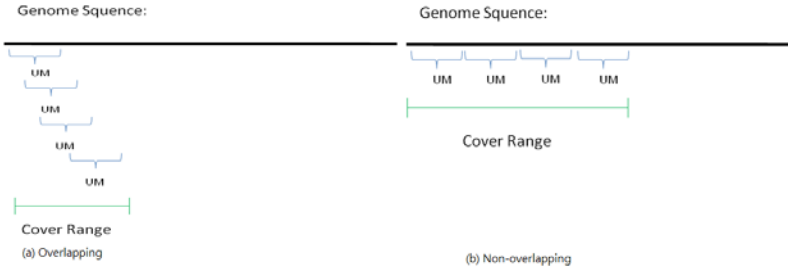 Genome Squence:
UM
UM
UM
UM
Cover Range
(a) Overlapping
Genome Squence:
UM UM UM UM
Cover Range
(b) Non-overlapping